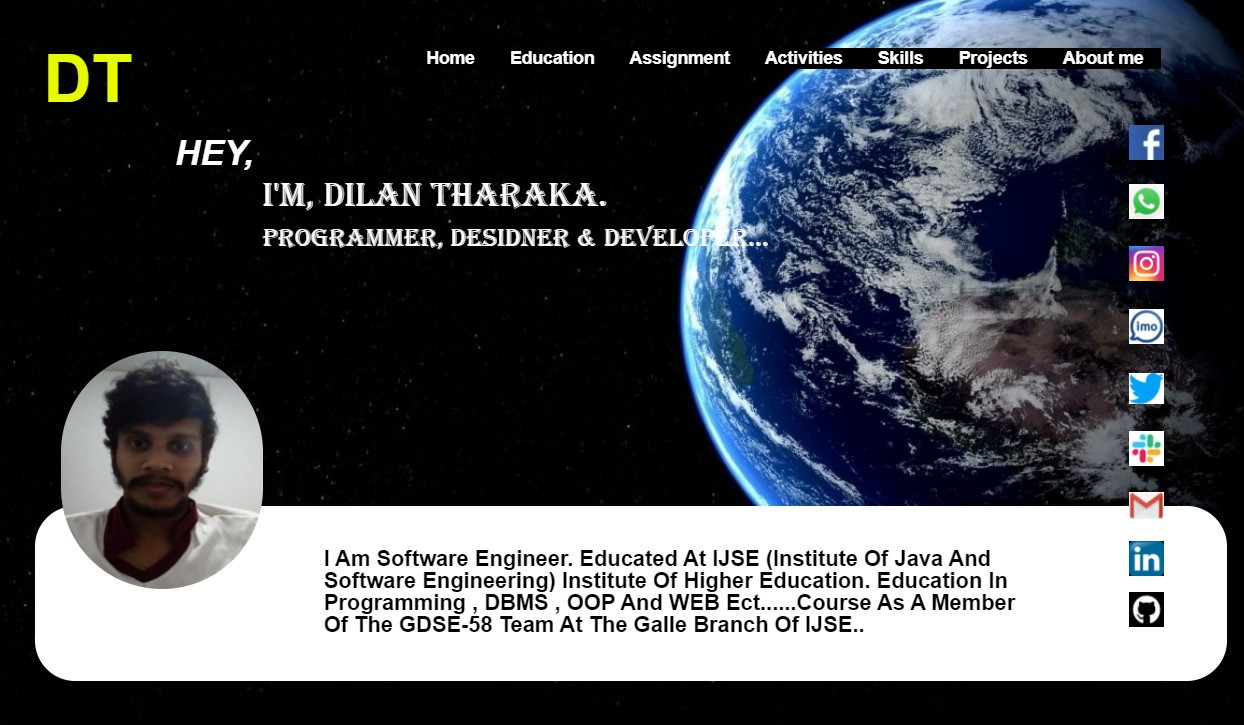 DT
Home Education Assignment Activities Skills Projects About me
HEY,
I'M, DILAN THARAKA.
PROGRAMMER, DESIDNER & DEVELOPER...
f
imo
in
I Am Software Engineer. Educated At IJSE (Institute Of Java And
Software Engineering) Institute Of Higher Education. Education In
Programming , DBMS , OOP And WEB Ect......Course As A Member
Of The GDSE-58 Team At The Galle Branch Of IJSE..